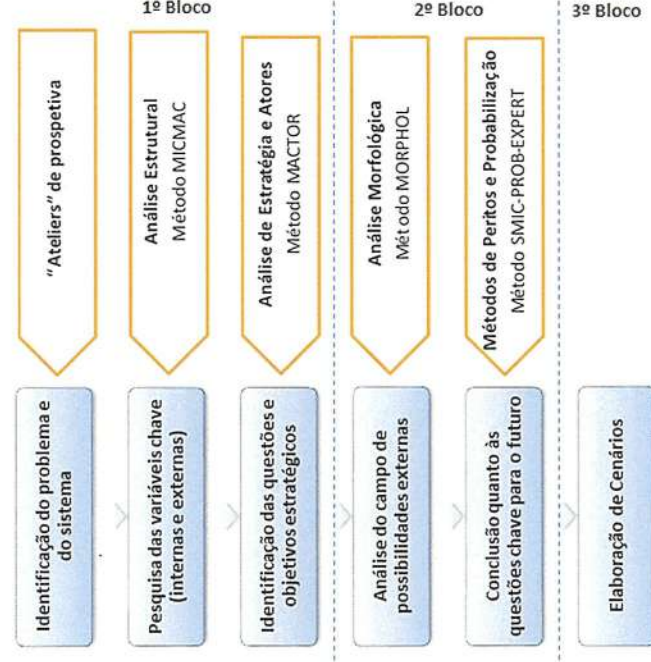 1º Bloco
2º Bloco
3º Bloco
"Ateliers" de prospetiva
Análise Estrutural
Método MICMAC
Análise de Estratégia e Atores
Método MACTOR
Análise Morfológica
Mét odo MORPHOL
Métodos de Peritos e Probabilização
Método SMIC-PROB-EXPERT
Identificação do problema e
do sistema
Pesquisa das variáveis chave
(internas e externas)
Identificação das questões e
objetivos estratégicos
Análise do campo de
possibilidades externas
Conclusão quanto às
questões chave para o futuro
Elaboração de Cenários